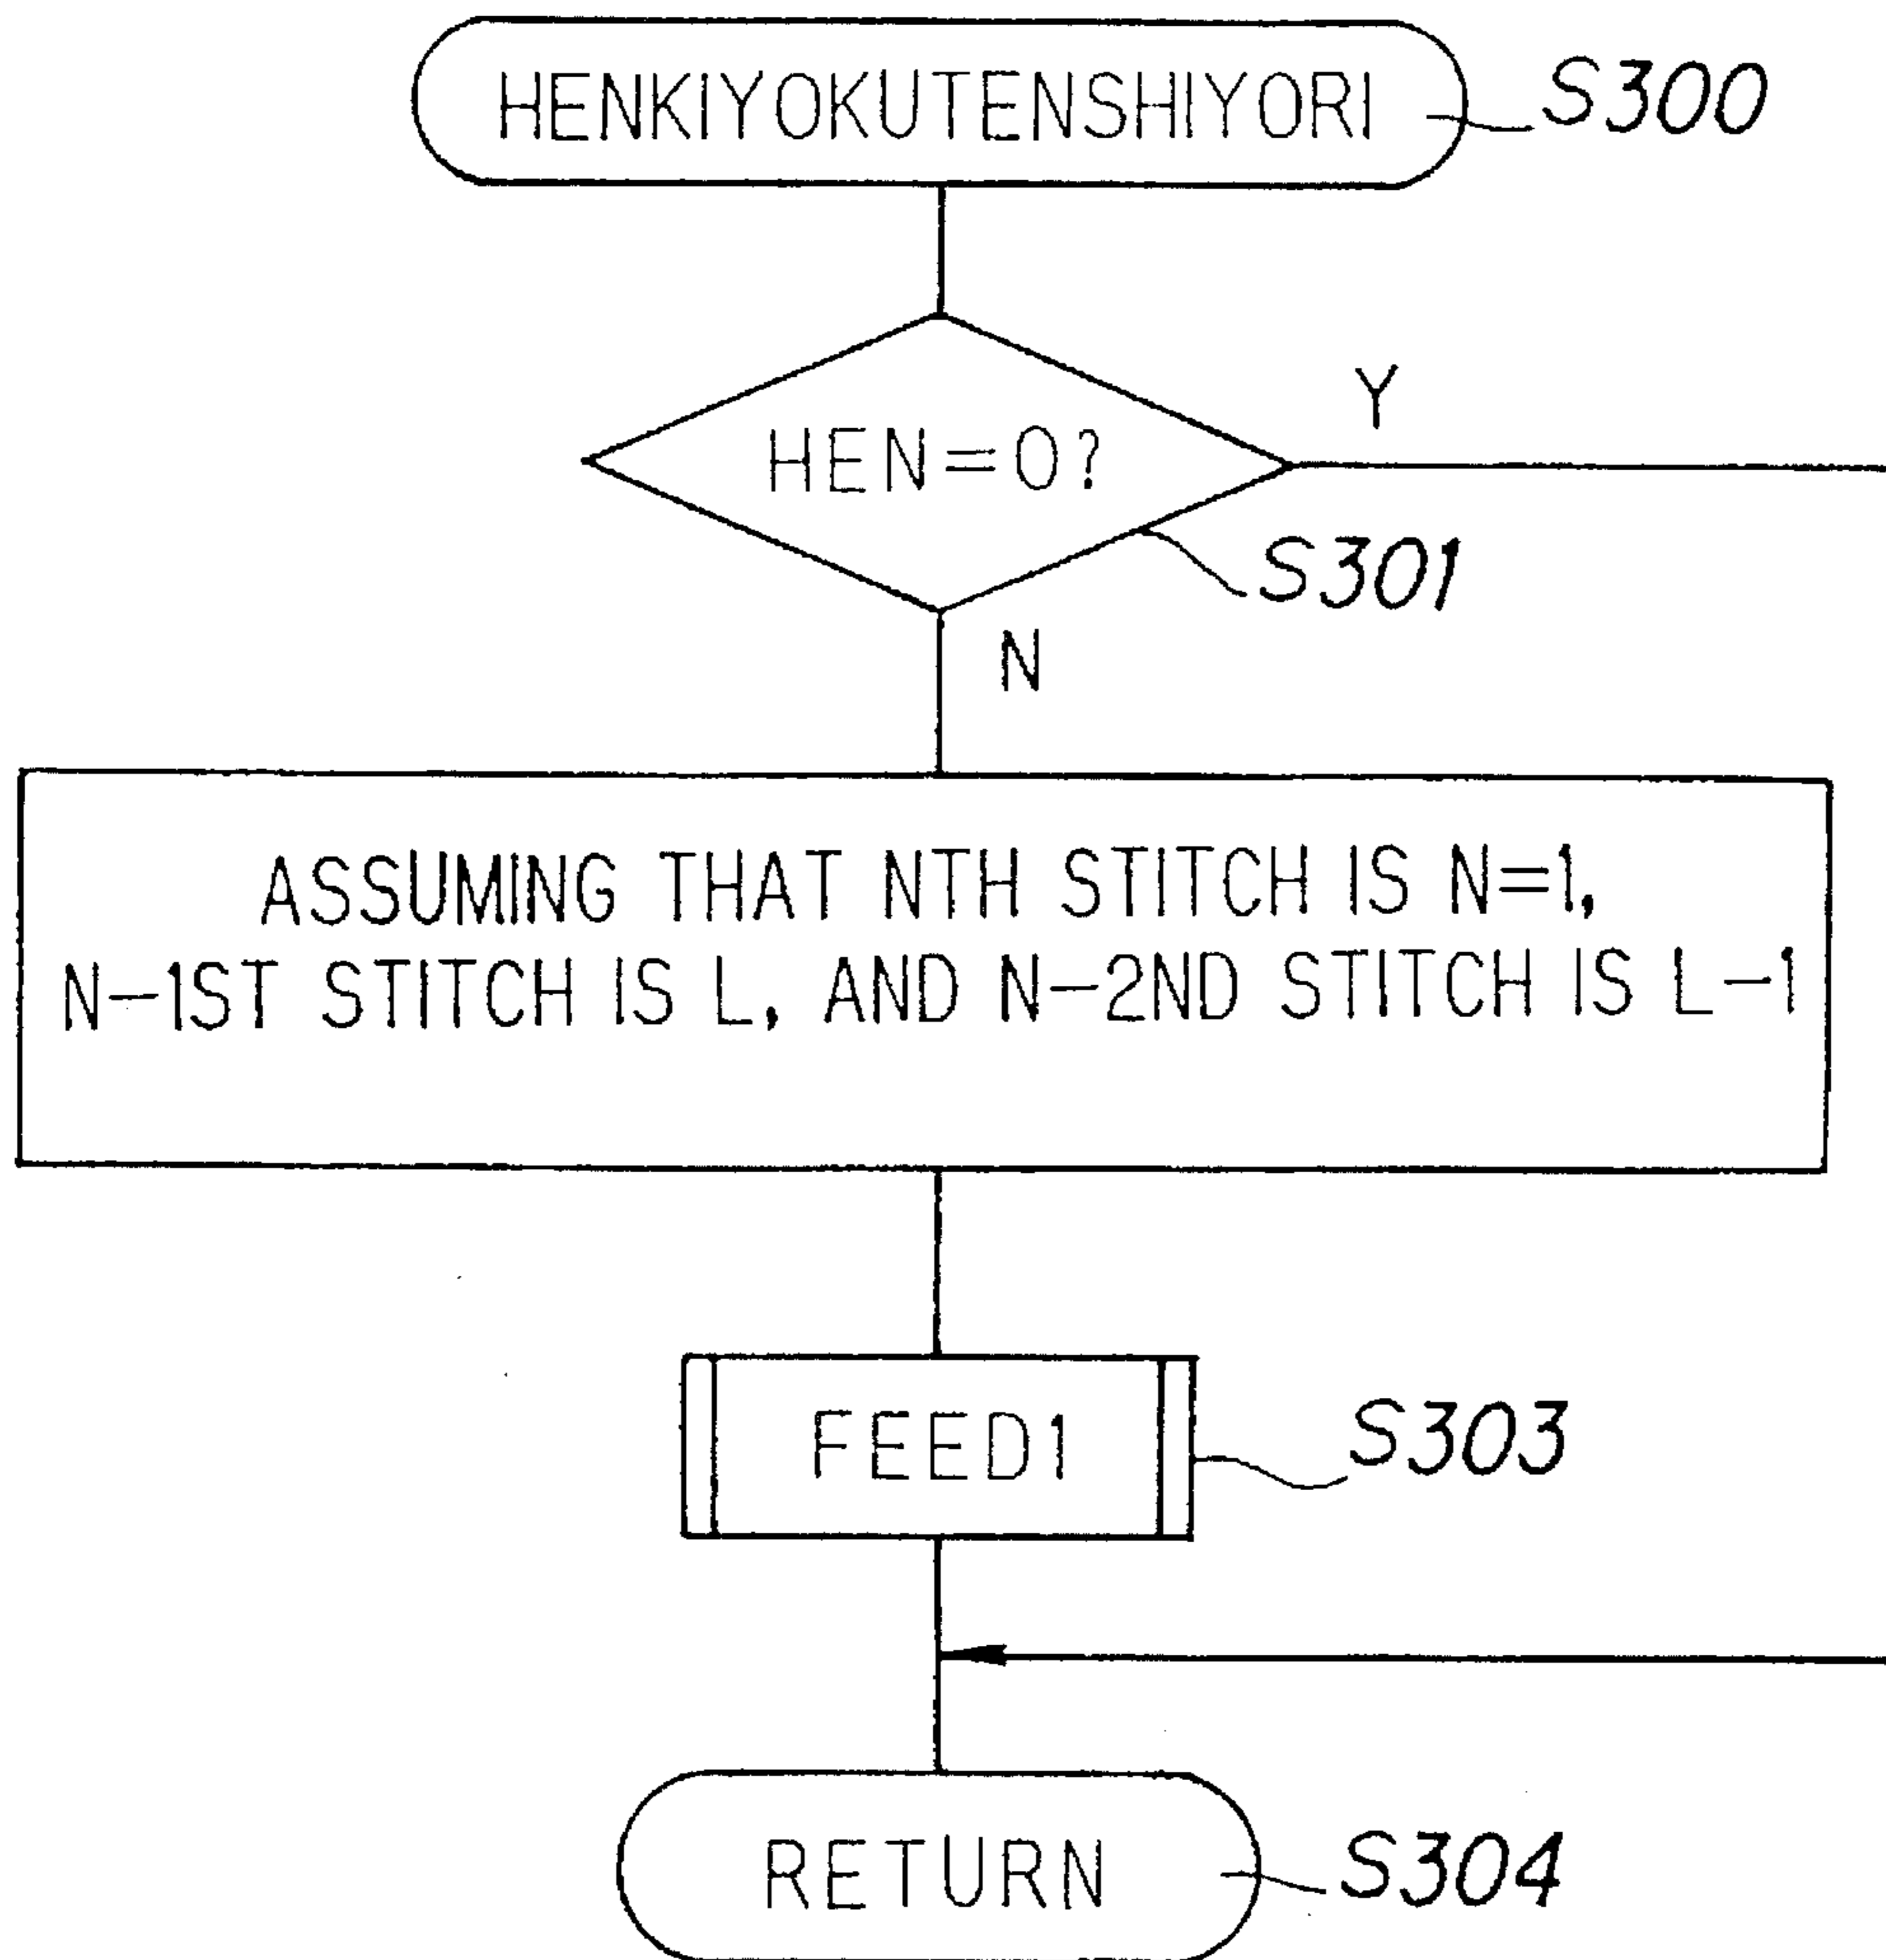 HENKIYOKUTENSHIYORI
S300
HEN=0?
Y
S301
N
ASSUMING THAT NTH STITCH IS N=1,
N-1ST STITCH IS L, AND N-2ND STITCH IS L-1
FEED1
S303
RETURN
S304